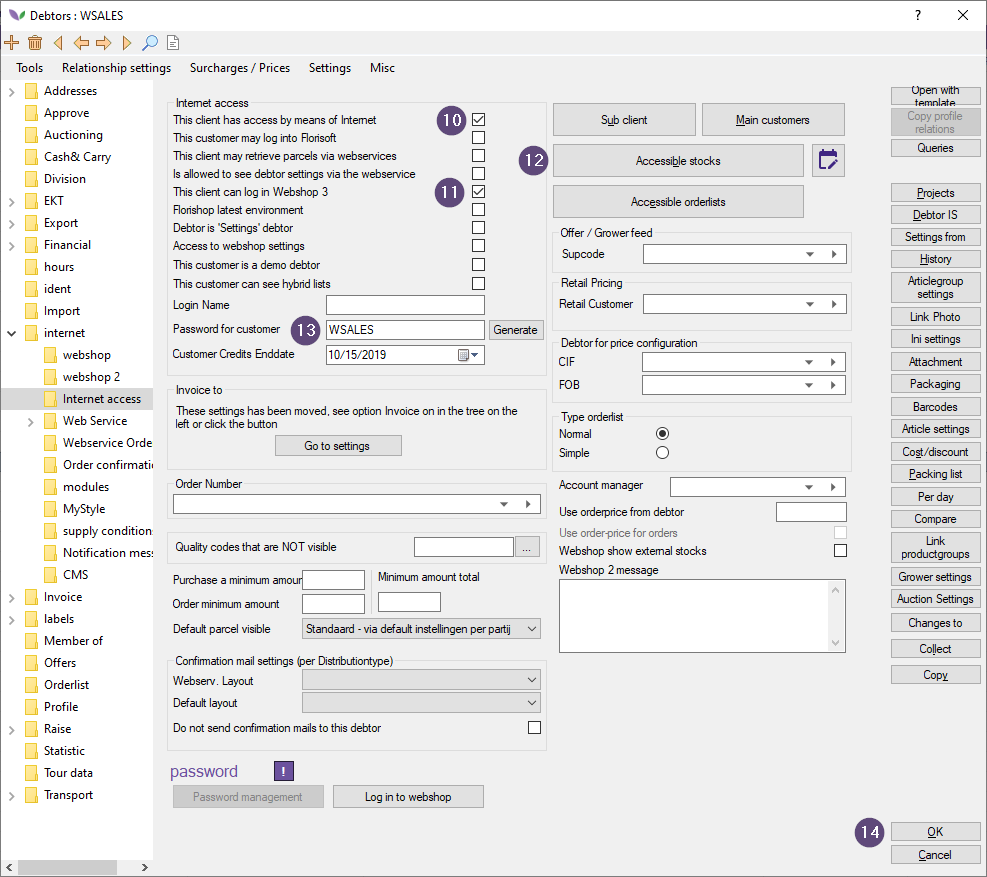 Debtors : WSALES
?
Tools Relationship settings Surcharges / Prices Settings Misc
Addresses
Approve
Auctioning
Cash& Carry
Division
EKT
Export
Financial
hours
ident
Import
internet
webshop
webshop 2
Internet access
Web Service
Webservice Orde
Order confirmatio
modules
MyStyle
supply conditions
Notification mess
CMS
Invoice
labels
Member of
Offers
Orderlist
Profile
Raise
Statistic
Tour data
Transport
Internet access
This client has access by means of Internet 10
This customer may log into Florisoft
This client may retrieve parcels via webservices
Is allowed to see debtor settings via the webservice
This client can log in Webshop 3 11
Florishop latest environment
Debtor is 'Settings' debtor
Access to webshop settings
This customer is a demo debtor
This customer can see hybrid lists
Login Name
Password for customer 13 WSALES Generate
Customer Credits Enddate 10/15/2019
Invoice to
These settings has been moved, see option Invoice on in the tree on the
left or click the button
Go to settings
Order Number
Quality codes that are NOT visible ...
Purchase a minimum amour Minimum amount total
Order minimum amount
Default parcel visible Standaard - via default instellingen per partij
Confirmation mail settings (per Distributiontype)
Webserv. Layout
Default layout
Do not send confirmation mails to this debtor
password !
Password management Log in to webshop
Sub client Main customers
12 Accessible stocks
Accessible orderlists
Offer / Grower feed
Supcode
Retail Pricing
Retail Customer
Debtor for price configuration
CIF
FOB
Type orderlist
Normal
Simple
Account manager
Use orderprice from debtor
Use order-price for orders
Webshop show external stocks
Webshop 2 message
Open with
template
Copy profile
relations
Queries
Projects
Debtor IS
Settings from
History
Articlegroup
settings
Link Photo
Ini settings
Attachment
Packaging
Barcodes
Article settings
Cost/discount
Packing list
Per day
Compare
Link
productgroups
Grower settings
Auction Settings
Changes to
Collect
Copy
14 OK
Cancel